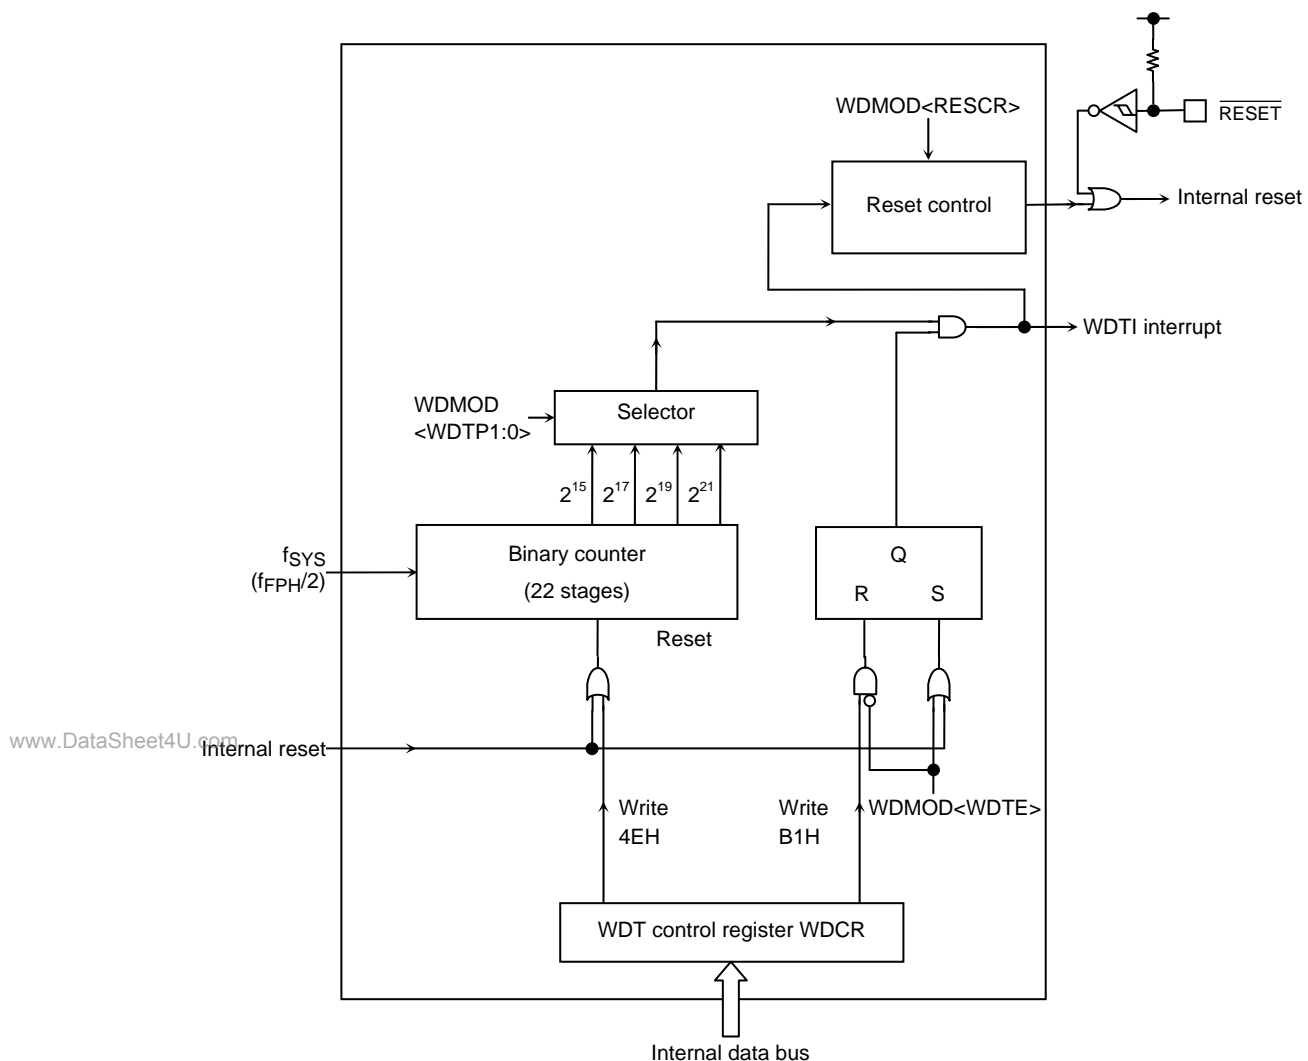 WDMOD<RESCR>
RESET
Reset control
Internal reset
WDTI interrupt
WDMOD
<WDTP1:0>
Selector
2^15 2^17 2^19 2^21
fSYS
(fFPH/2)
Binary counter
(22 stages)
Q
R S
Reset
www.DataSheet4U.com
Internal reset
Write
4EH
Write
B1H
WDMOD<WDTE>
WDT control register WDCR
Internal data bus